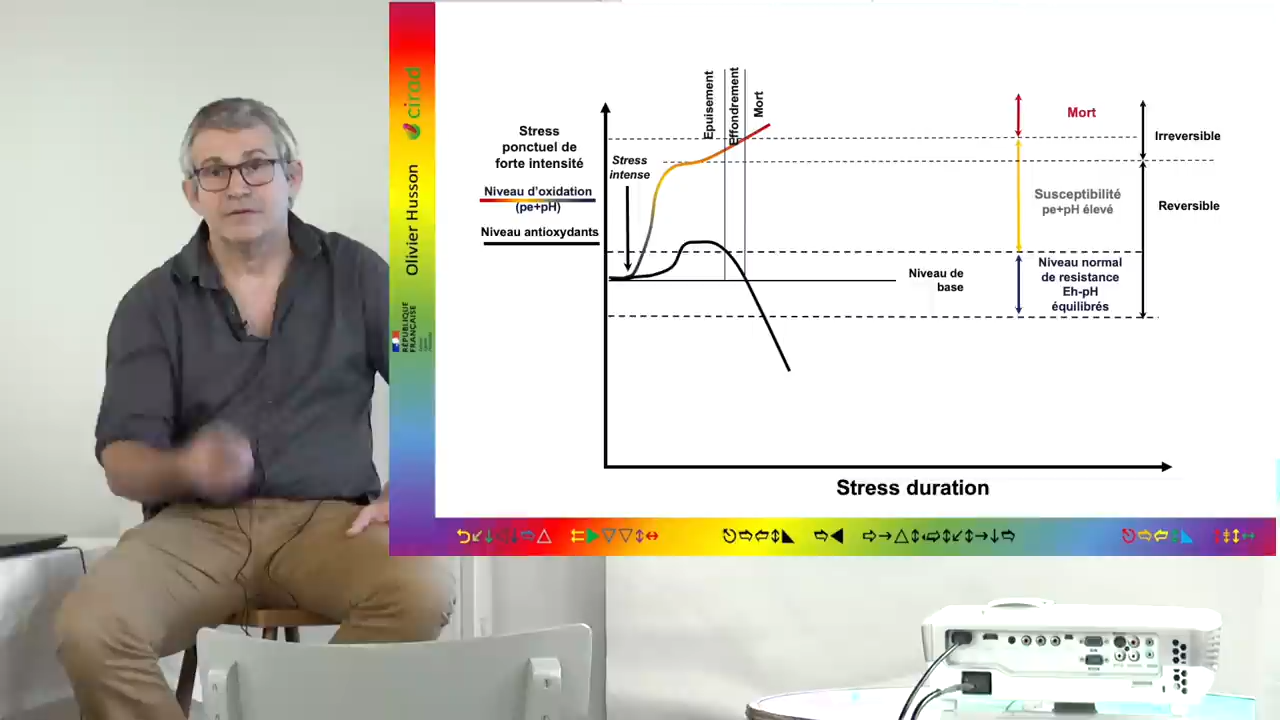 cirad
Olivier Husson
RÉPUBLIQUE
FRANÇAISE
Stress
ponctuel de
forte intensité
Niveau d'oxidation
(pe+pH)
Niveau antioxydants
Stress
intense
Epuisement
Effondrement
Mort
Niveau de
base
Mort
Susceptibilité
pe+pH élevé
Niveau normal
de resistance
Eh-pH
équilibrés
Irreversible
Reversible
Stress duration